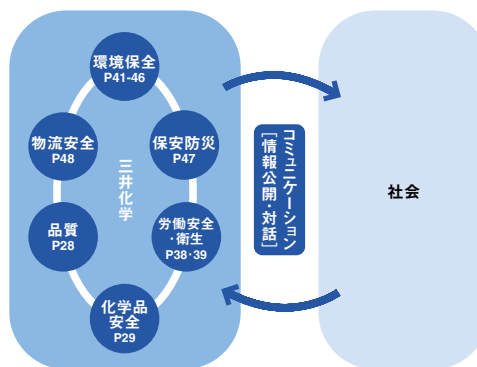 環境保全
P41-46
物流安全
P48
保安防災
P47
三井化学
品質
P28
労働安全
・衛生
P38・39
化学品
安全
P29
コミュニケーション
[情報公開・対話]
社会